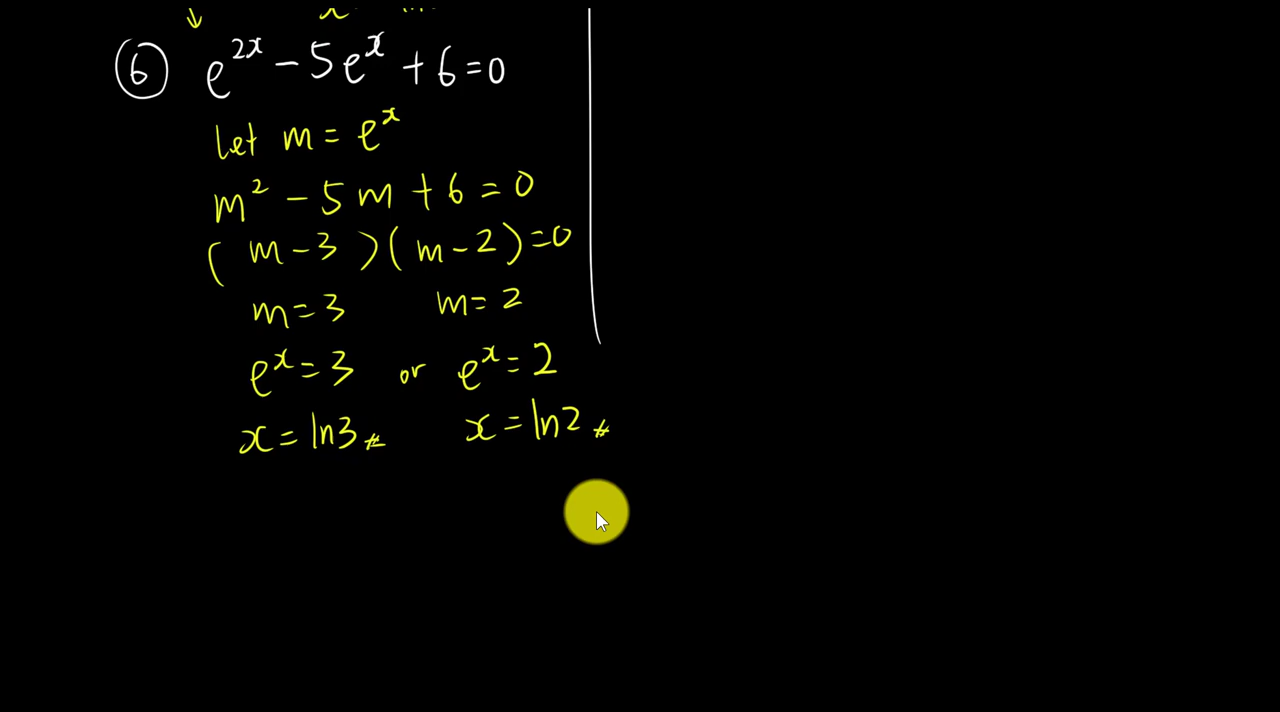 ⑥ e^{2x} - 5e^x + 6 = 0
Let m = e^x
m² - 5m + 6 = 0
(m - 3)(m - 2) = 0
m = 3 m = 2
e^x = 3 or e^x = 2
x = ln3 # x = ln2 #